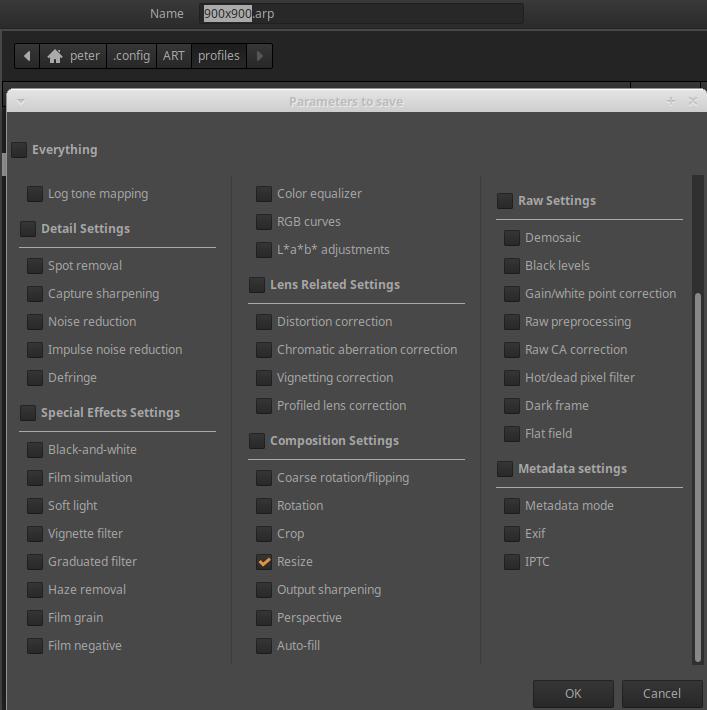 Name 900x900.arp
peter .config ART profiles
Parameters to save
Everything
Log tone mapping
Detail Settings
Spot removal
Capture sharpening
Noise reduction
Impulse noise reduction
Defringe
Special Effects Settings
Black-and-white
Film simulation
Soft light
Vignette filter
Graduated filter
Haze removal
Film grain
Film negative
Color equalizer
RGB curves
L*a*b* adjustments
Lens Related Settings
Distortion correction
Chromatic aberration correction
Vignetting correction
Profiled lens correction
Composition Settings
Coarse rotation/flipping
Rotation
Crop
Resize
Output sharpening
Perspective
Auto-fill
Raw Settings
Demosaic
Black levels
Gain/white point correction
Raw preprocessing
Raw CA correction
Hot/dead pixel filter
Dark frame
Flat field
Metadata settings
Metadata mode
Exif
IPTC
OK Cancel